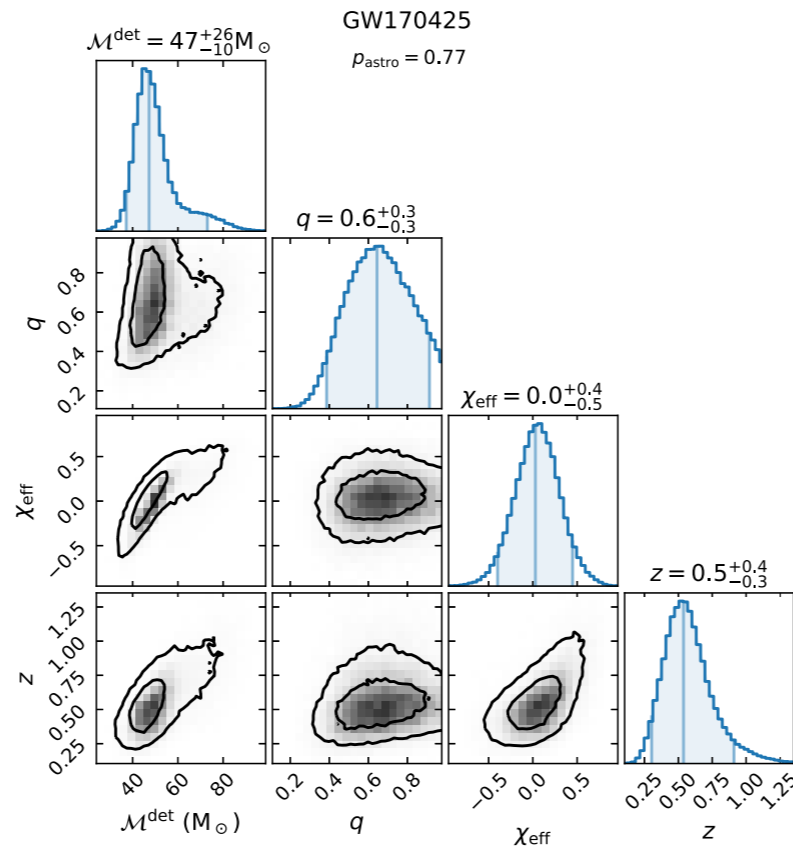 GW170425
p_astro = 0.77
ℳ^det = 47^{+26}_{−10} M_⊙
q = 0.6^{+0.3}_{−0.3}
χ_eff = 0.0^{+0.4}_{−0.5}
z = 0.5^{+0.4}_{−0.3}
q
0.8
0.6
0.4
0.2
χ_eff
0.5
0.0
−0.5
z
1.25
1.00
0.75
0.50
0.25
40 60 80
ℳ^det (M_⊙)
0.2 0.4 0.6 0.8
q
−0.5 0.0 0.5
χ_eff
0.25 0.50 0.75 1.00 1.25
z